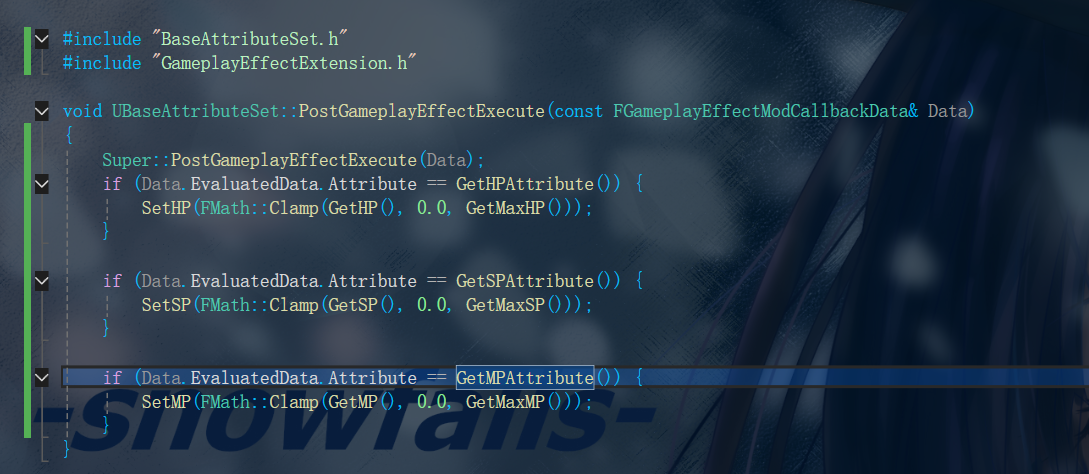 #include "BaseAttributeSet.h"
#include "GameplayEffectExtension.h"
void UBaseAttributeSet::PostGameplayEffectExecute(const FGameplayEffectModCallbackData& Data)
{
Super::PostGameplayEffectExecute(Data);
if (Data.EvaluatedData.Attribute == GetHPAttribute()) {
SetHP(FMath::Clamp(GetHP(), 0.0, GetMaxHP()));
}
if (Data.EvaluatedData.Attribute == GetSPAttribute()) {
SetSP(FMath::Clamp(GetSP(), 0.0, GetMaxSP()));
}
if (Data.EvaluatedData.Attribute == GetMPAttribute()) {
SetMP(FMath::Clamp(GetMP(), 0.0, GetMaxMP()));
}
}
-snowfalls-